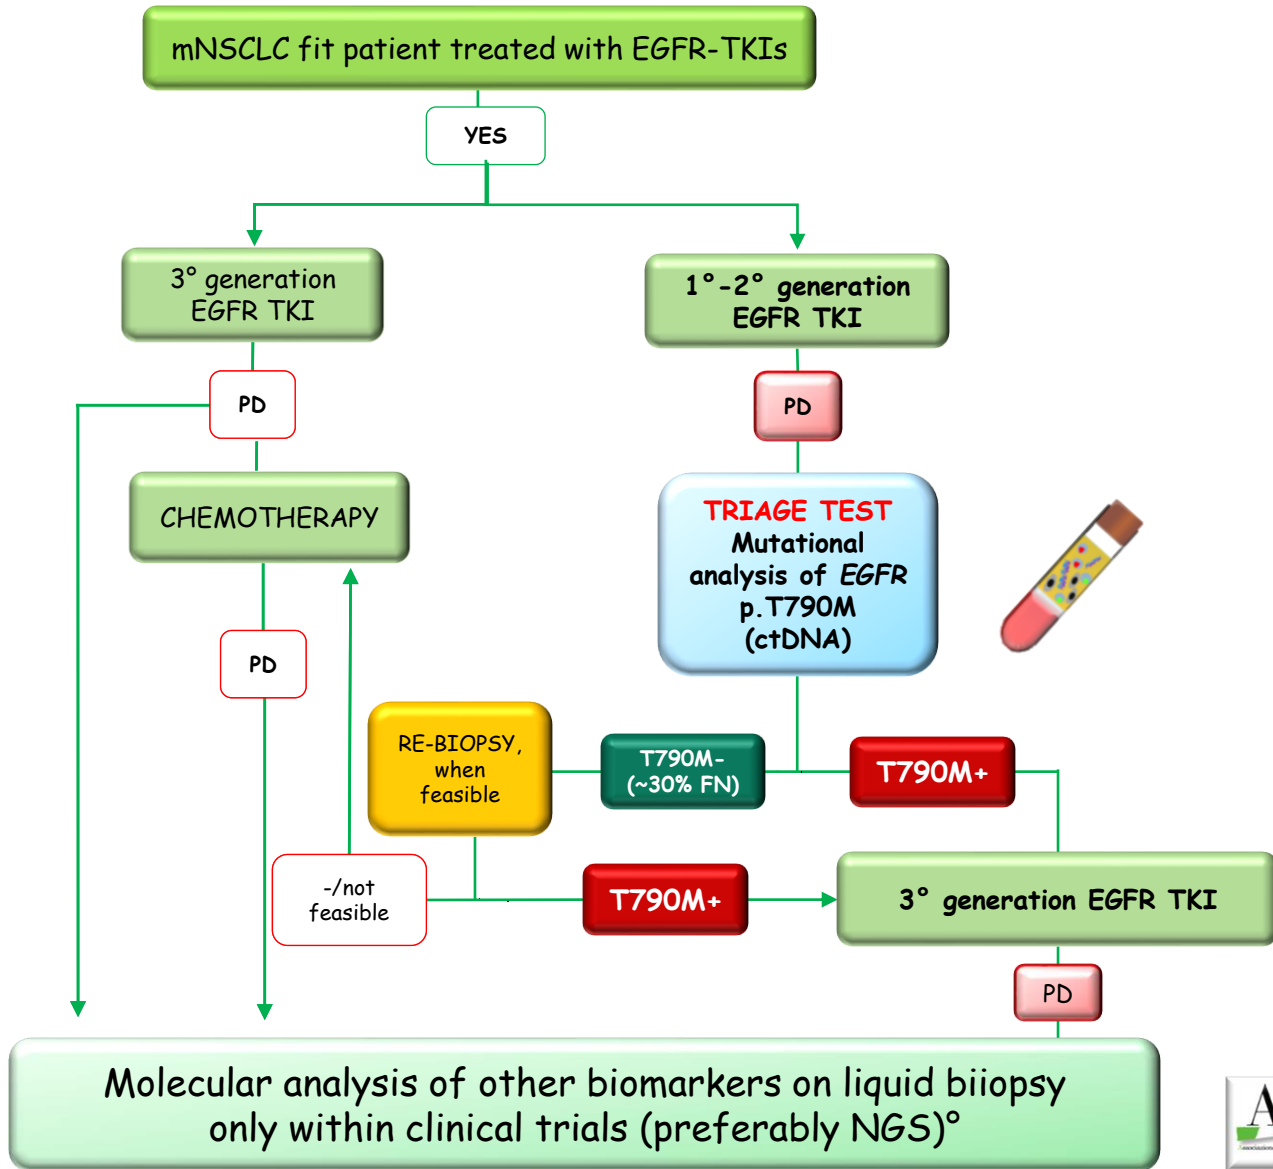 mNSCLC fit patient treated with EGFR-TKIs
YES
3° generation
EGFR TKI
1°-2° generation
EGFR TKI
PD
PD
CHEMOTHERAPY
TRIAGE TEST
Mutational
analysis of EGFR
p.T790M
(ctDNA)
PD
RE-BIOPSY,
when
feasible
T790M-
(~30% FN)
T790M+
-/not
feasible
T790M+
3° generation EGFR TKI
PD
Molecular analysis of other biomarkers on liquid biiopsy
only within clinical trials (preferably NGS)°
A